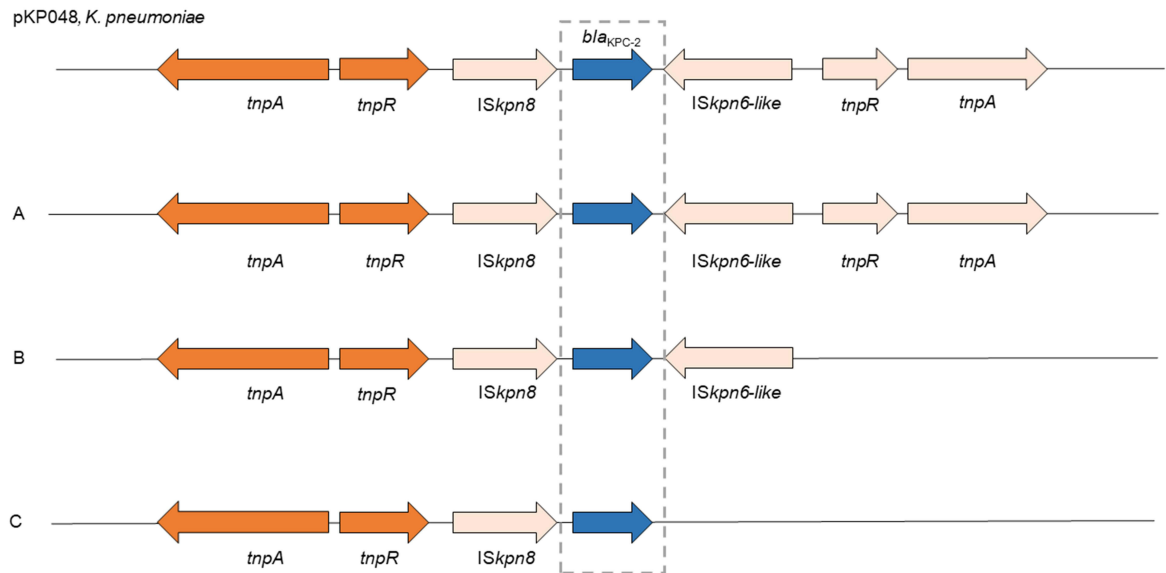 pKP048, K. pneumoniae
blaKPC-2
tnpA tnpR ISkpn8 ISkpn6-like tnpR tnpA
A
tnpA tnpR ISkpn8 ISkpn6-like tnpR tnpA
B
tnpA tnpR ISkpn8 ISkpn6-like
C
tnpA tnpR ISkpn8